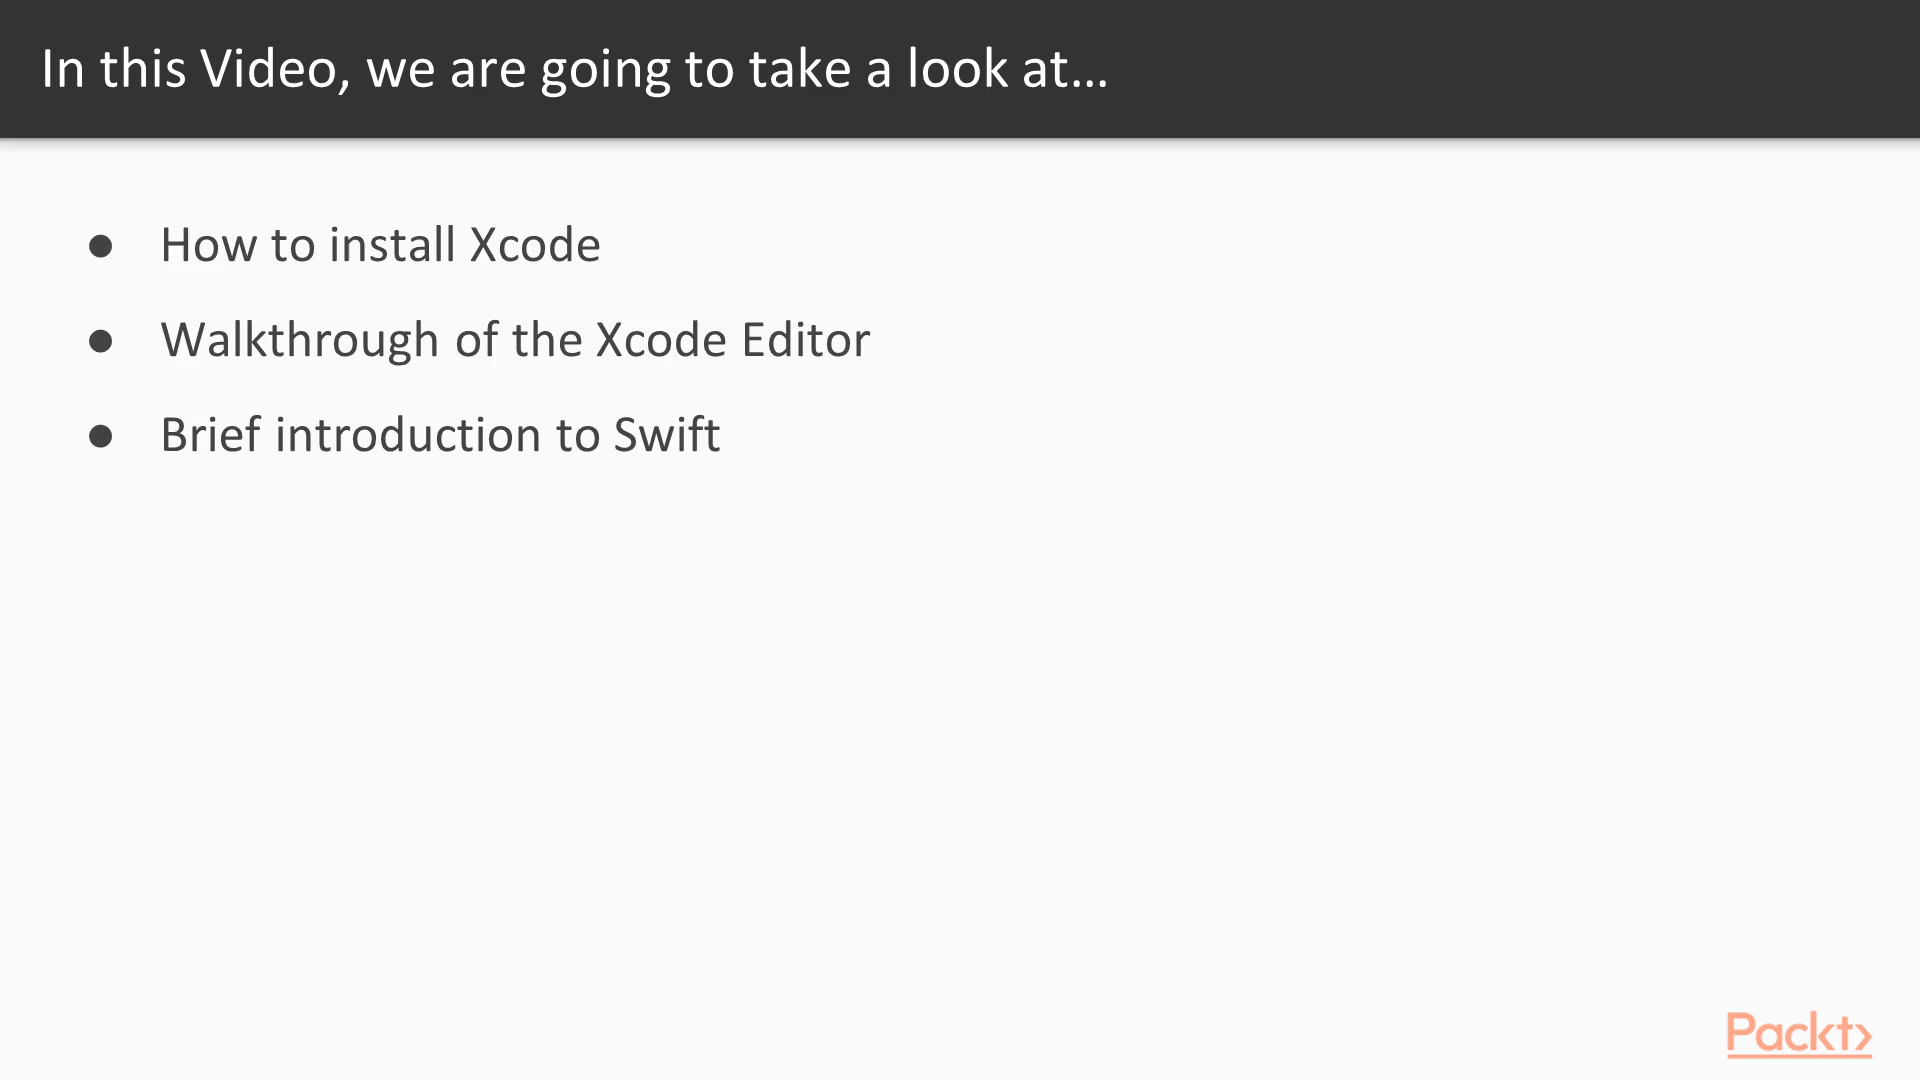 In this Video, we are going to take a look at...
● How to install Xcode
● Walkthrough of the Xcode Editor
● Brief introduction to Swift
Packt>